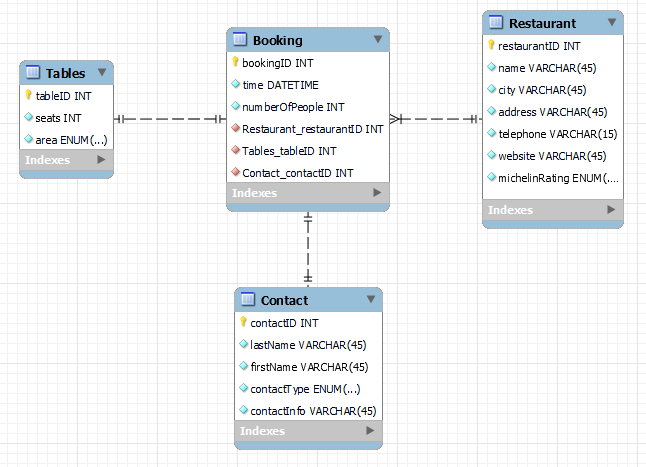 Tables
tableID INT
seats INT
area ENUM(...)
Indexes
Booking
bookingID INT
time DATETIME
numberOfPeople INT
Restaurant_restaurantID INT
Tables_tableID INT
Contact_contactID INT
Indexes
Restaurant
restaurantID INT
name VARCHAR(45)
city VARCHAR(45)
address VARCHAR(45)
telephone VARCHAR(15)
website VARCHAR(45)
michelinRating ENUM(....
Indexes
Contact
contactID INT
lastName VARCHAR(45)
firstName VARCHAR(45)
contactType ENUM(...)
contactInfo VARCHAR(45)
Indexes